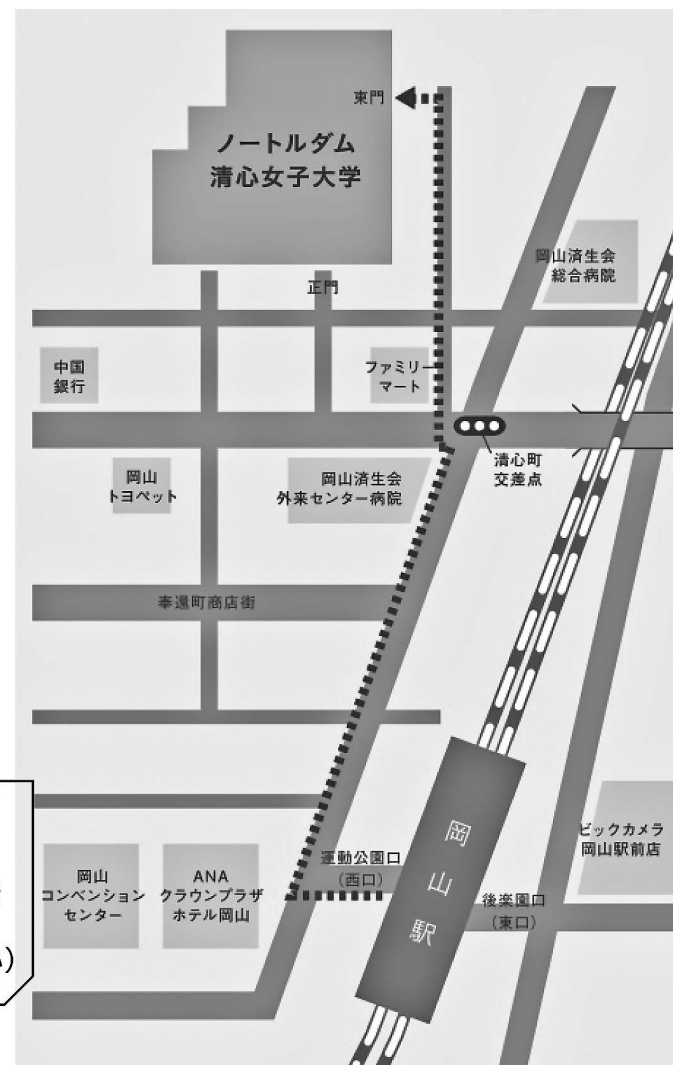 東門
ノートルダム
清心女子大学
岡山済生会
総合病院
正門
中国
銀行
ファミリー
マート
清心町
交差点
岡山
トヨペット
岡山済生会
外来センター病院
奉還町商店街
岡山駅
ビックカメラ
岡山駅前店
運動公園口
(西口)
後楽園口
(東口)
岡山
コンベンション
センター
ANA
クラウンプラザ
ホテル岡山